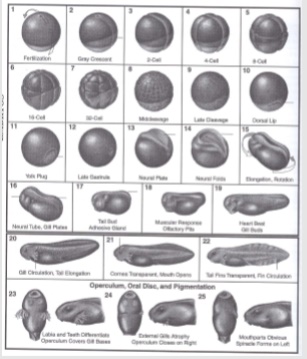 1
Fertilization
2
Gray Crescent
3
2-Cell
4
4-Cell
5
8-Cell
6
16-Cell
7
32-Cell
8
Midcleavage
9
Late Cleavage
10
Dorsal Lip
11
Yolk Plug
12
Late Gastrula
13
Neural Plate
14
Neural Folds
15
Elongation, Rotation
16
Neural Tube, Gill Plates
17
Tail Bud
Adhesive Gland
18
Muscular Response
Olfactory Pits
19
Heart Beat
Gill Buds
20
Gill Circulation, Tail Elongation
21
Cornea Transparent, Mouth Opens
22
Tail Fins Transparent, Fin Circulation
Operculum, Oral Disc, and Pigmentation
23
Labia and Teeth Differentiate
Operculum Covers Gill Bases
24
External Gills Atrophy
Operculum Closes on Right
25
Mouthparts Obvious
Spiracle Forms on Left